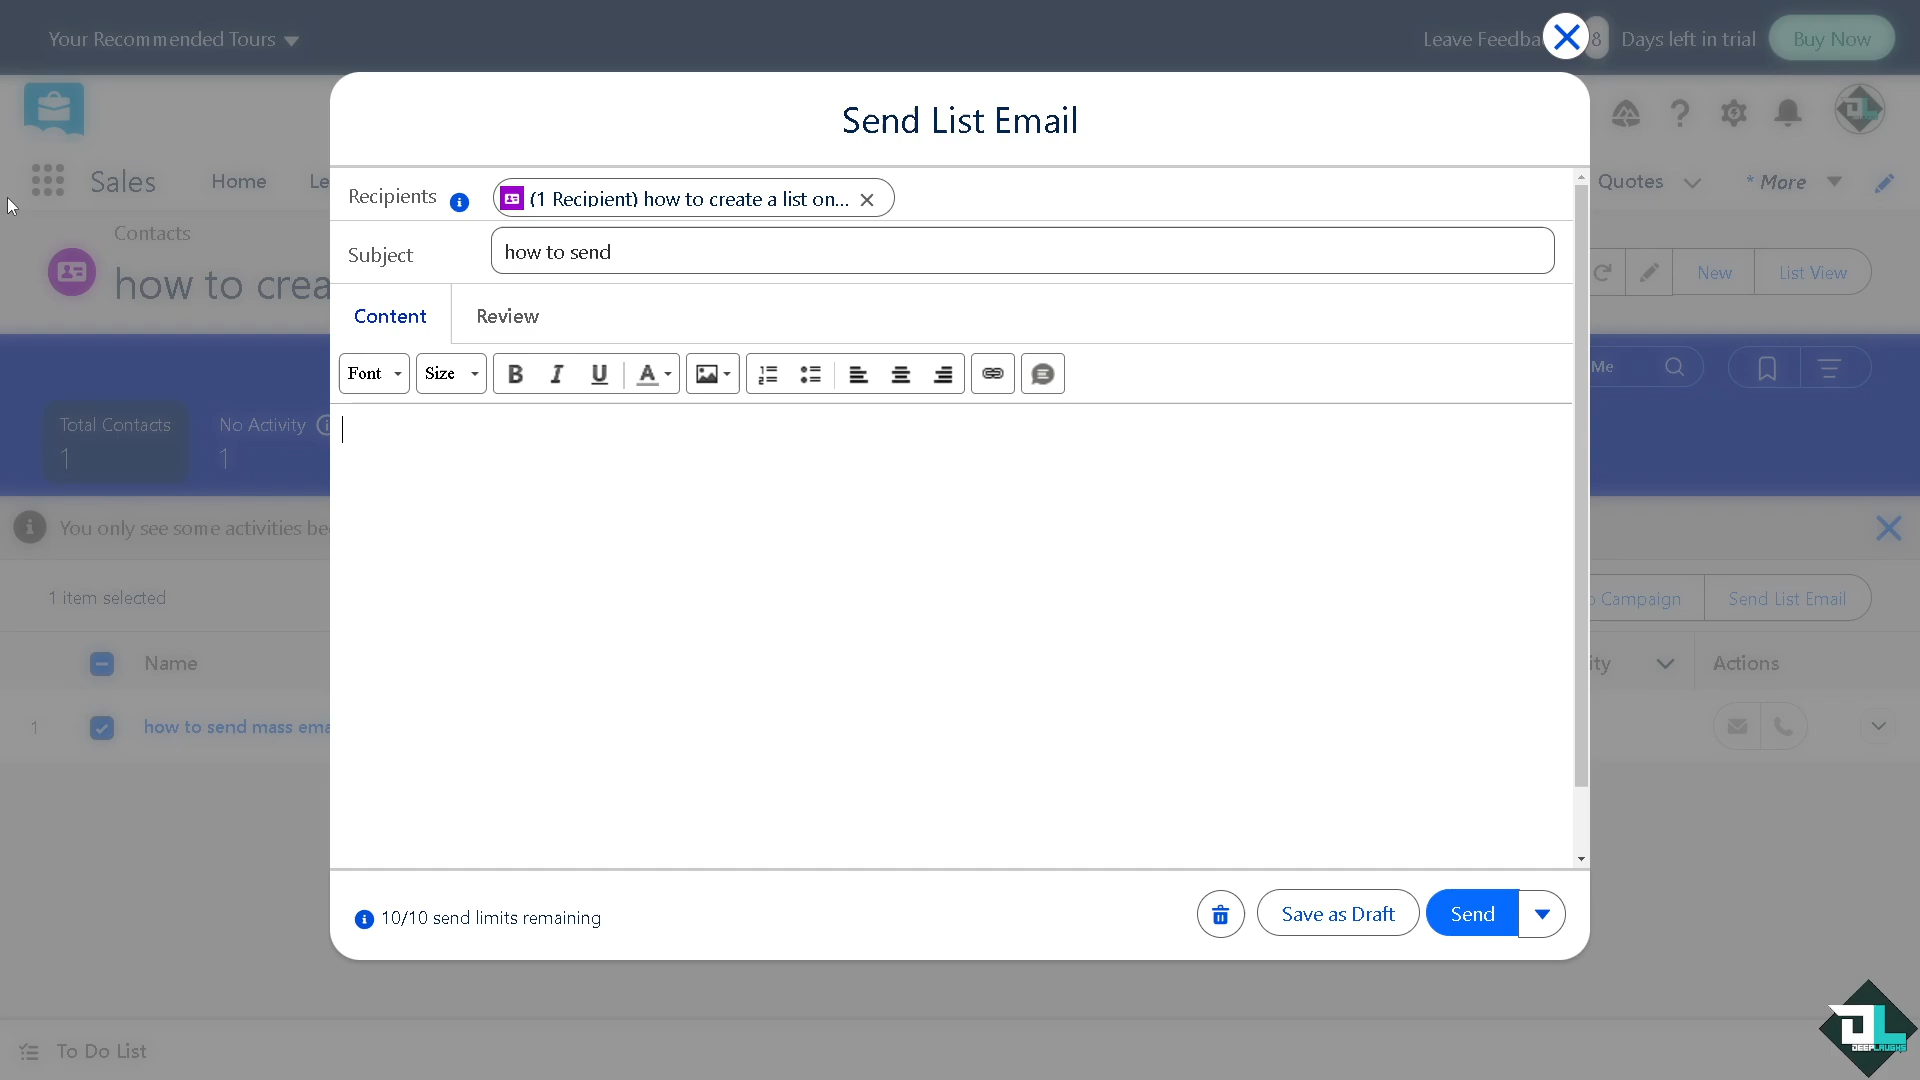 Your Recommended Tours
Leave Feedba
8 Days left in trial
Buy Now
Send List Email
Sales
Home
Le
Quotes
* More
Recipients
(1 Recipient) how to create a list on...
Contacts
how to crea
Subject
how to send
New
List View
Content
Review
Font
Size
B I U A
Me
Total Contacts
1
No Activity
1
You only see some activities be
1 item selected
Campaign
Send List Email
Name
ity
Actions
1
how to send mass ema
10/10 send limits remaining
Save as Draft
Send
To Do List
DEEPLAUGHS